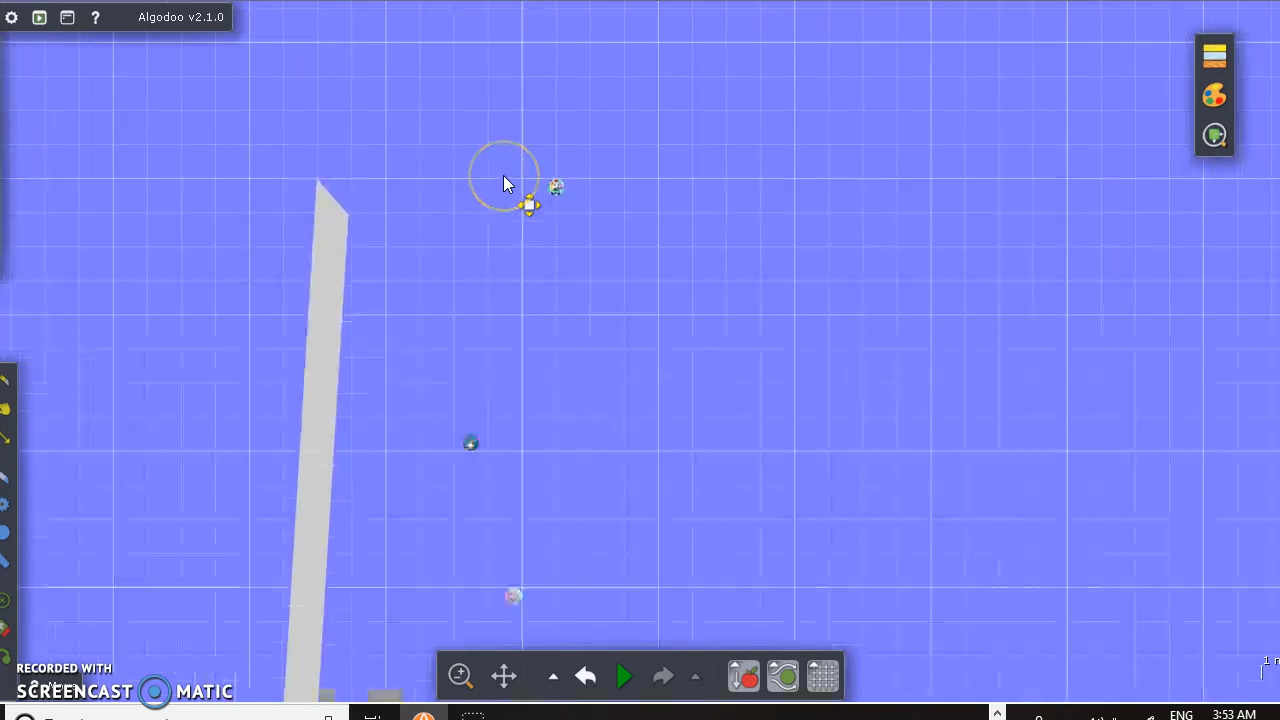 ? Algodoo v2.1.0
RECORDED WITH
SCREENCAST MATIC
ENG 3:53 AM